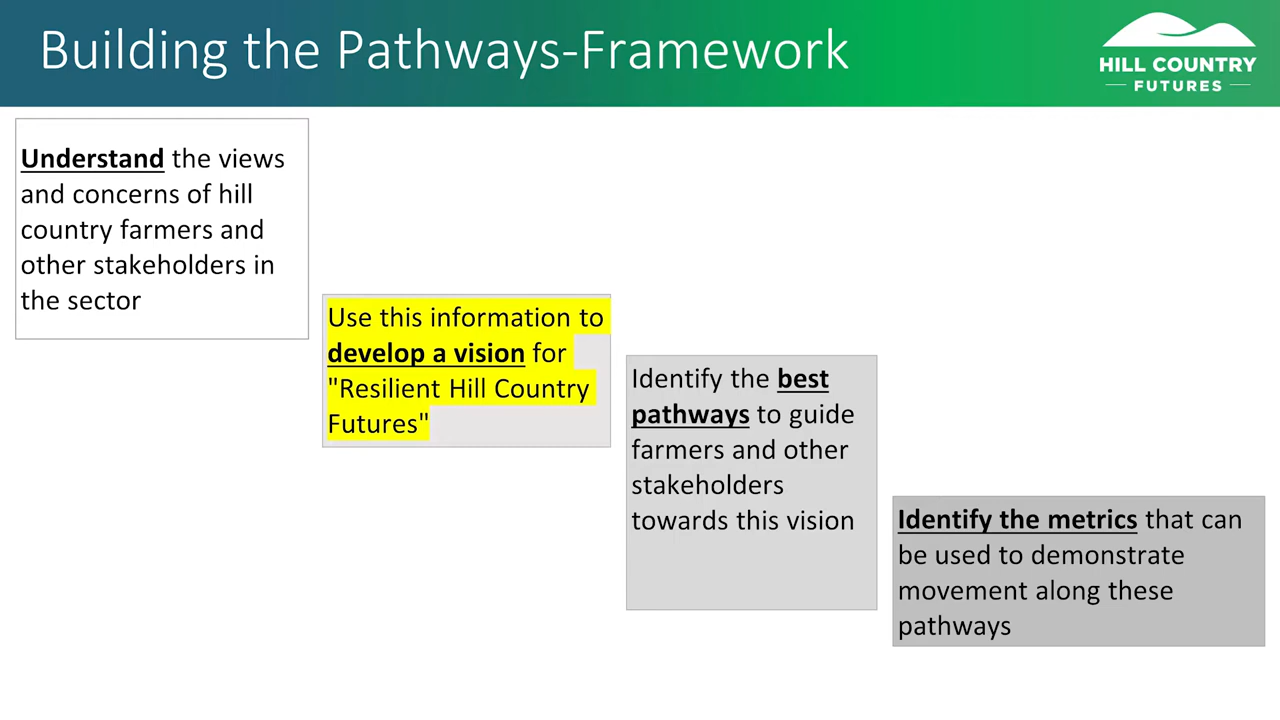 Building the Pathways-Framework
HILL COUNTRY
FUTURES
Understand the views
and concerns of hill
country farmers and
other stakeholders in
the sector
Use this information to
develop a vision for
"Resilient Hill Country
Futures"
Identify the best
pathways to guide
farmers and other
stakeholders
towards this vision
Identify the metrics that can
be used to demonstrate
movement along these
pathways